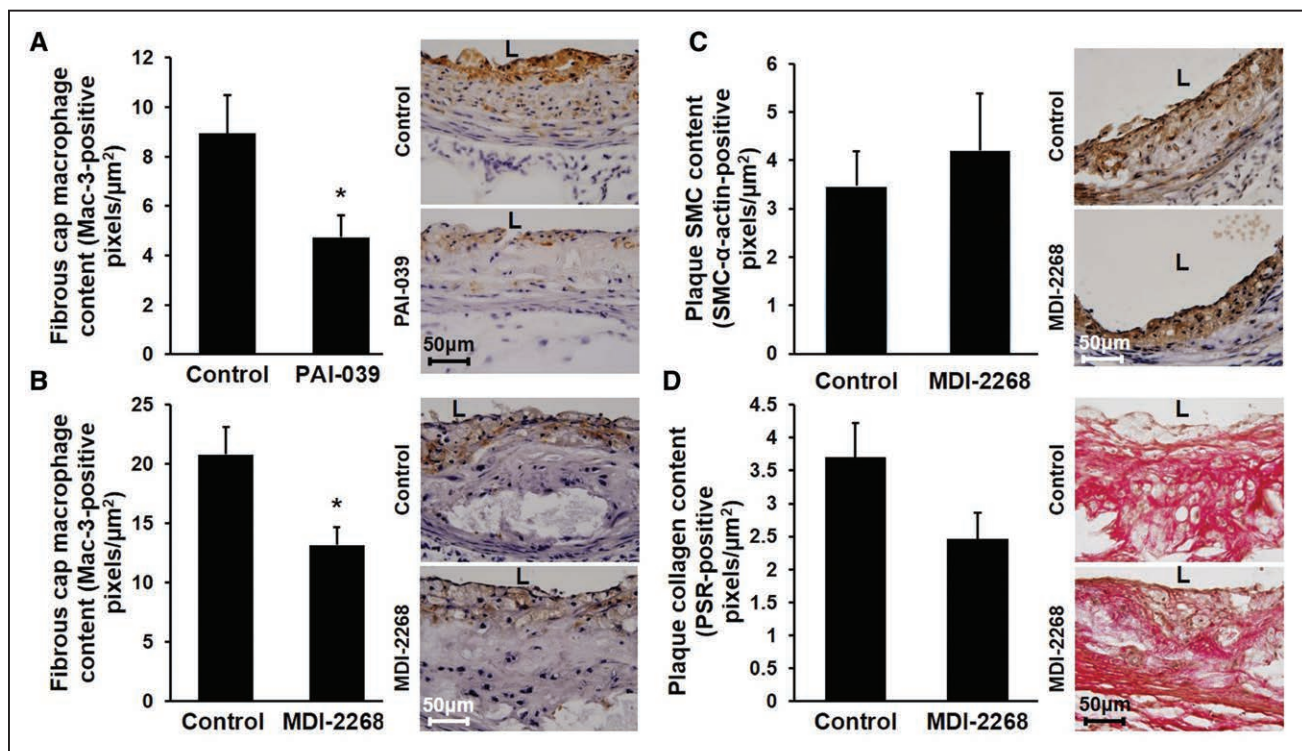 A
Fibrous cap macrophage
content (Mac-3-positive
pixels/µm²)
12
10
8
6
4
2
0
*
Control
PAI-039
Control
L
PAI-039
L
50µm
B
Fibrous cap macrophage
content (Mac-3-positive
pixels/µm²)
25
20
15
10
5
0
*
Control
MDI-2268
Control
L
MDI-2268
L
50µm
C
Plaque SMC content
(SMC-α-actin-positive
pixels/µm²)
6
5
4
3
2
1
0
Control
MDI-2268
Control
L
MDI-2268
L
50µm
D
Plaque collagen content
(PSR-positive
pixels/µm²)
4.5
4
3.5
3
2.5
2
1.5
1
0.5
0
Control
MDI-2268
Control
L
MDI-2268
L
50µm